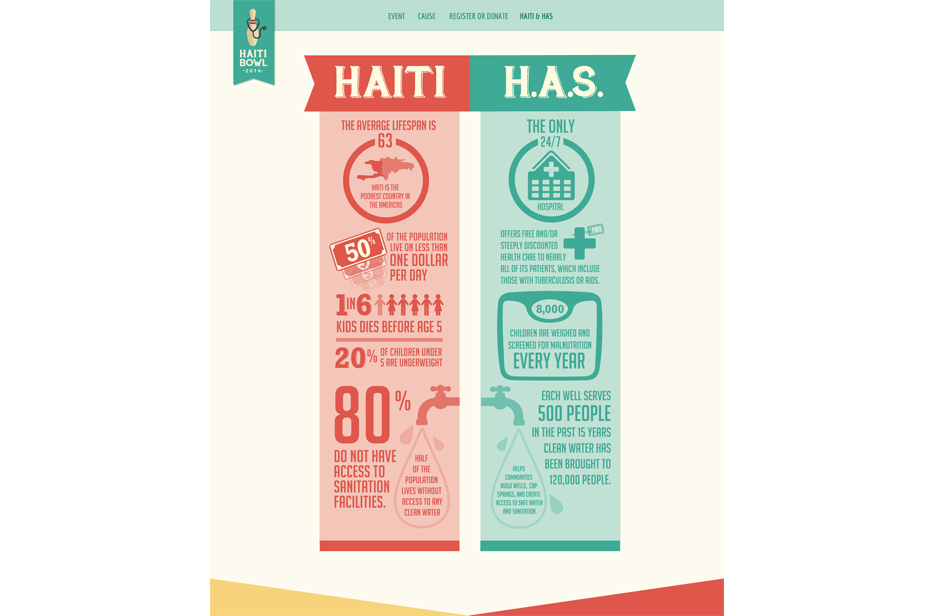 EVENT CAUSE REGISTER OR DONATE HAITI & HAS
HAITI
BOWL
•2014•
HAITI
THE AVERAGE LIFESPAN IS
63
HAITI IS THE
POOREST COUNTRY IN
THE AMERICAS
50%
OF THE POPULATION
LIVE ON LESS THAN
ONE DOLLAR
PER DAY
1 IN 6
KIDS DIES BEFORE AGE 5
20% OF CHILDREN UNDER
5 ARE UNDERWEIGHT
80%
DO NOT HAVE
ACCESS TO
SANITATION
FACILITIES.
HALF
OF THE
POPULATION
LIVES WITHOUT
ACCESS TO ANY
CLEAN WATER
H.A.S.
THE ONLY
24/7
HOSPITAL
OFFERS FREE AND/OR
STEEPLY DISCOUNTED
HEALTH CARE TO NEARLY
ALL OF ITS PATIENTS, WHICH INCLUDE
THOSE WITH TUBERCULOSIS OR AIDS.
FREE
8,000
CHILDREN ARE WEIGHED AND
SCREENED FOR MALNUTRITION
EVERY YEAR
EACH WELL SERVES
500 PEOPLE
IN THE PAST 15 YEARS
CLEAN WATER HAS
BEEN BROUGHT TO
120,000 PEOPLE.
HELPS
COMMUNITIES
BUILD WELLS, CAP
SPRINGS, AND CREATE
ACCESS TO SAFE WATER
AND SANITATION.